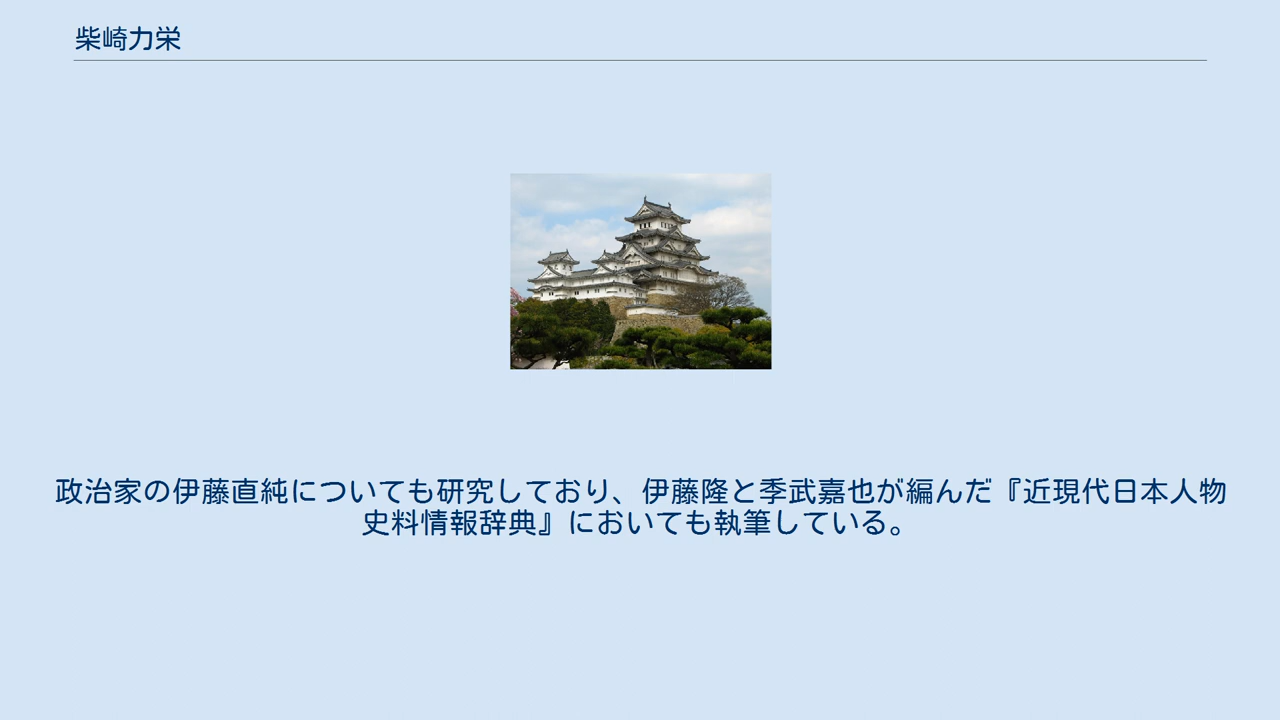 柴崎力栄
政治家の伊藤直純についても研究しており、伊藤隆と季武嘉也が編んだ『近現代日本人物
史料情報辞典』においても執筆している。